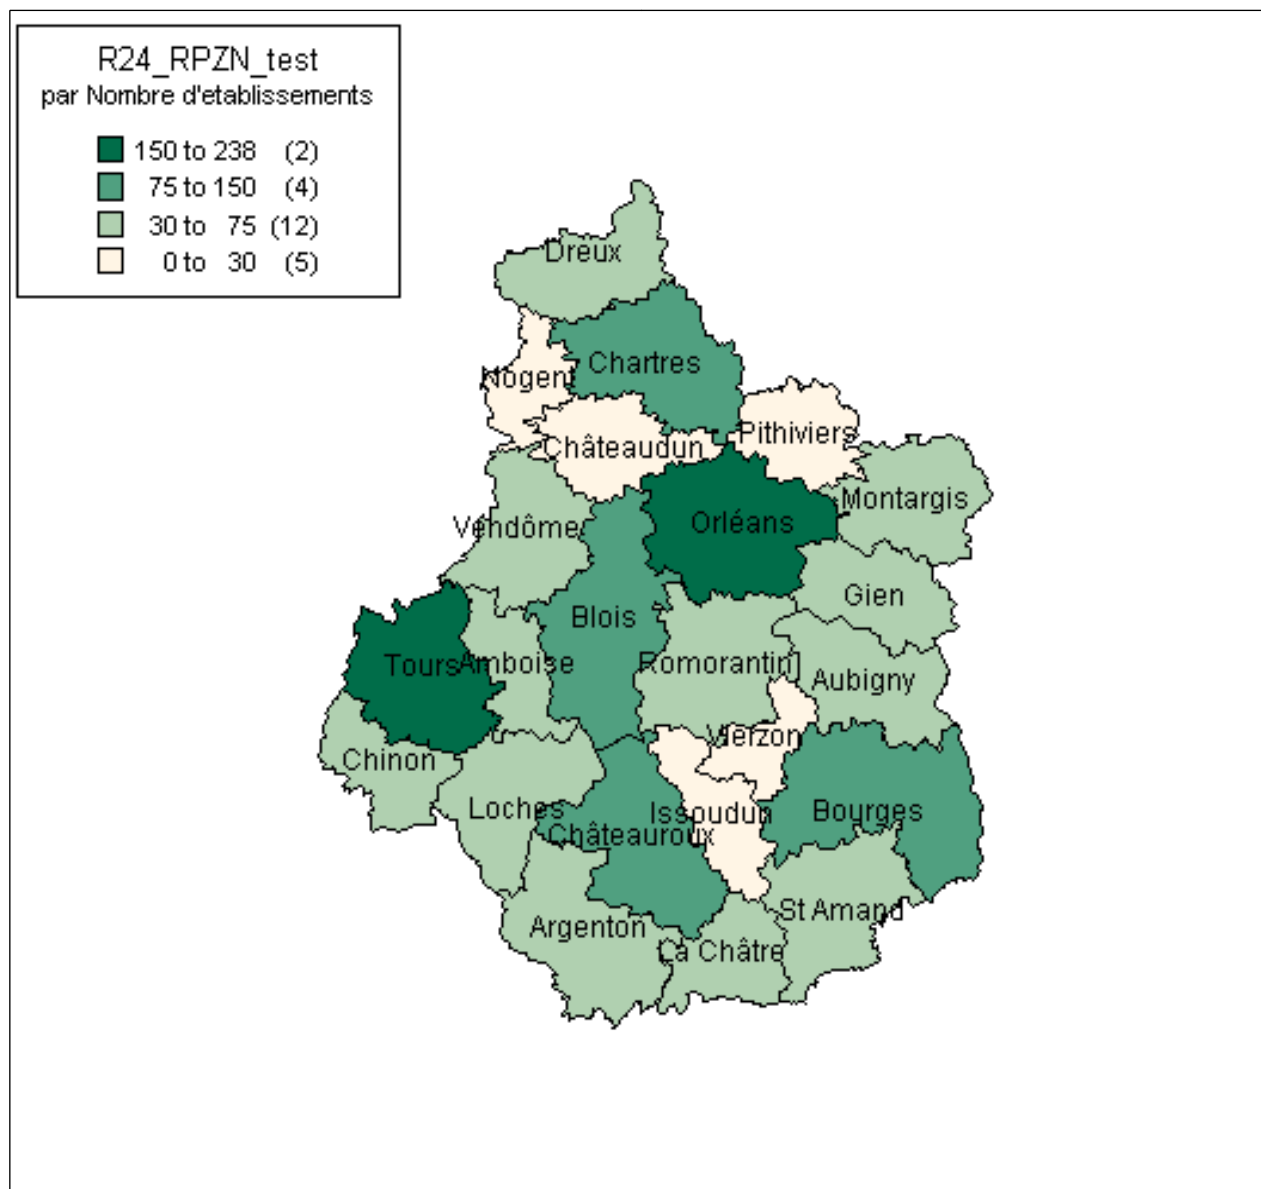 R24_RPZN_test
par Nombre d'etablissements
150 to 238 (2)
75 to 150 (4)
30 to 75 (12)
0 to 30 (5)
Dreux
Chartres
Nogent
Pithiviers
Châteaudun
Montargis
Orléans
Vendôme
Gien
Blois
Tours
Amboise
Romorantin
Aubigny
Vierzon
Chinon
Loches
Issoudun
Bourges
Châteauroux
St Amand
Argenton
La Châtre